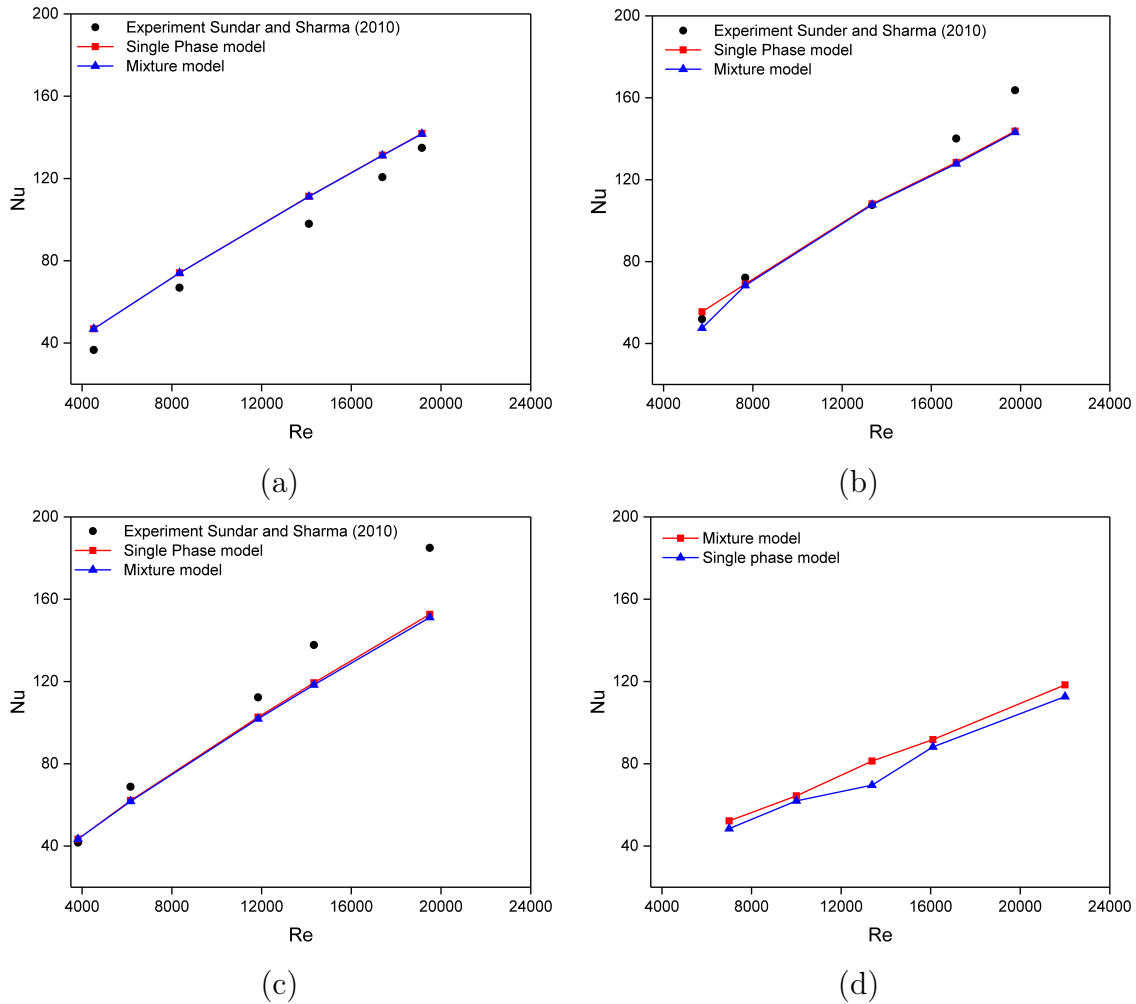 200
160
120
80
40
Nu
4000 8000 12000 16000 20000 24000
Re
Experiment Sundar and Sharma (2010)
Single Phase model
Mixture model
(a)
200
160
120
80
40
Nu
4000 8000 12000 16000 20000 24000
Re
Experiment Sunder and Sharma (2010)
Single Phase model
Mixture model
(b)
200
160
120
80
40
Nu
4000 8000 12000 16000 20000 24000
Re
Experiment Sundar and Sharma (2010)
Single Phase model
Mixture model
(c)
200
160
120
80
40
Nu
4000 8000 12000 16000 20000 24000
Re
Mixture model
Single phase model
(d)